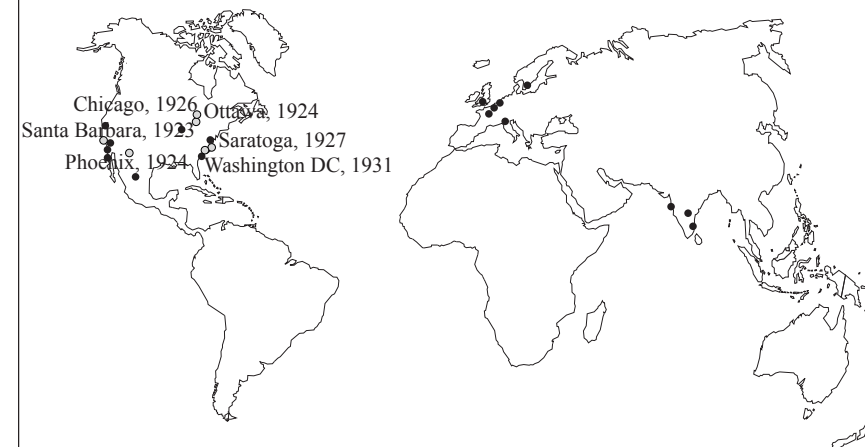 Chicago, 1926
Ottawa, 1924
Santa Barbara, 1923
Saratoga, 1927
Phoenix, 1924
Washington DC, 1931